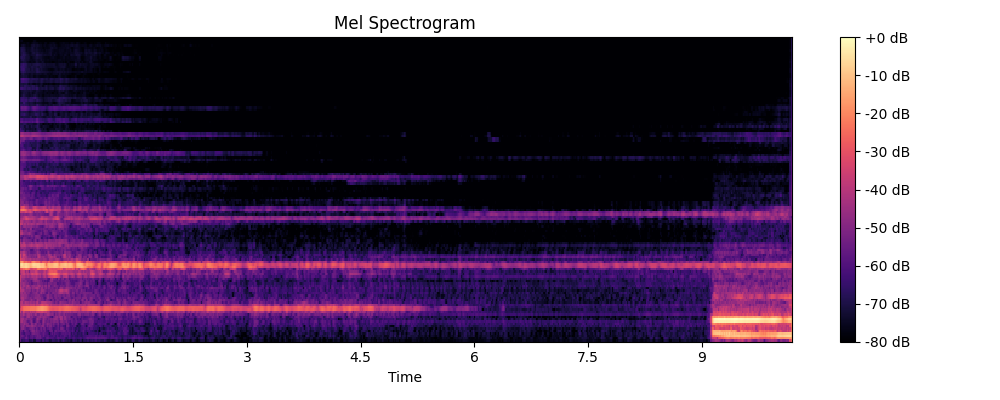 Mel Spectrogram
+0 dB
-10 dB
-20 dB
-30 dB
-40 dB
-50 dB
-60 dB
-70 dB
-80 dB
0 1.5 3 4.5 6 7.5 9
Time